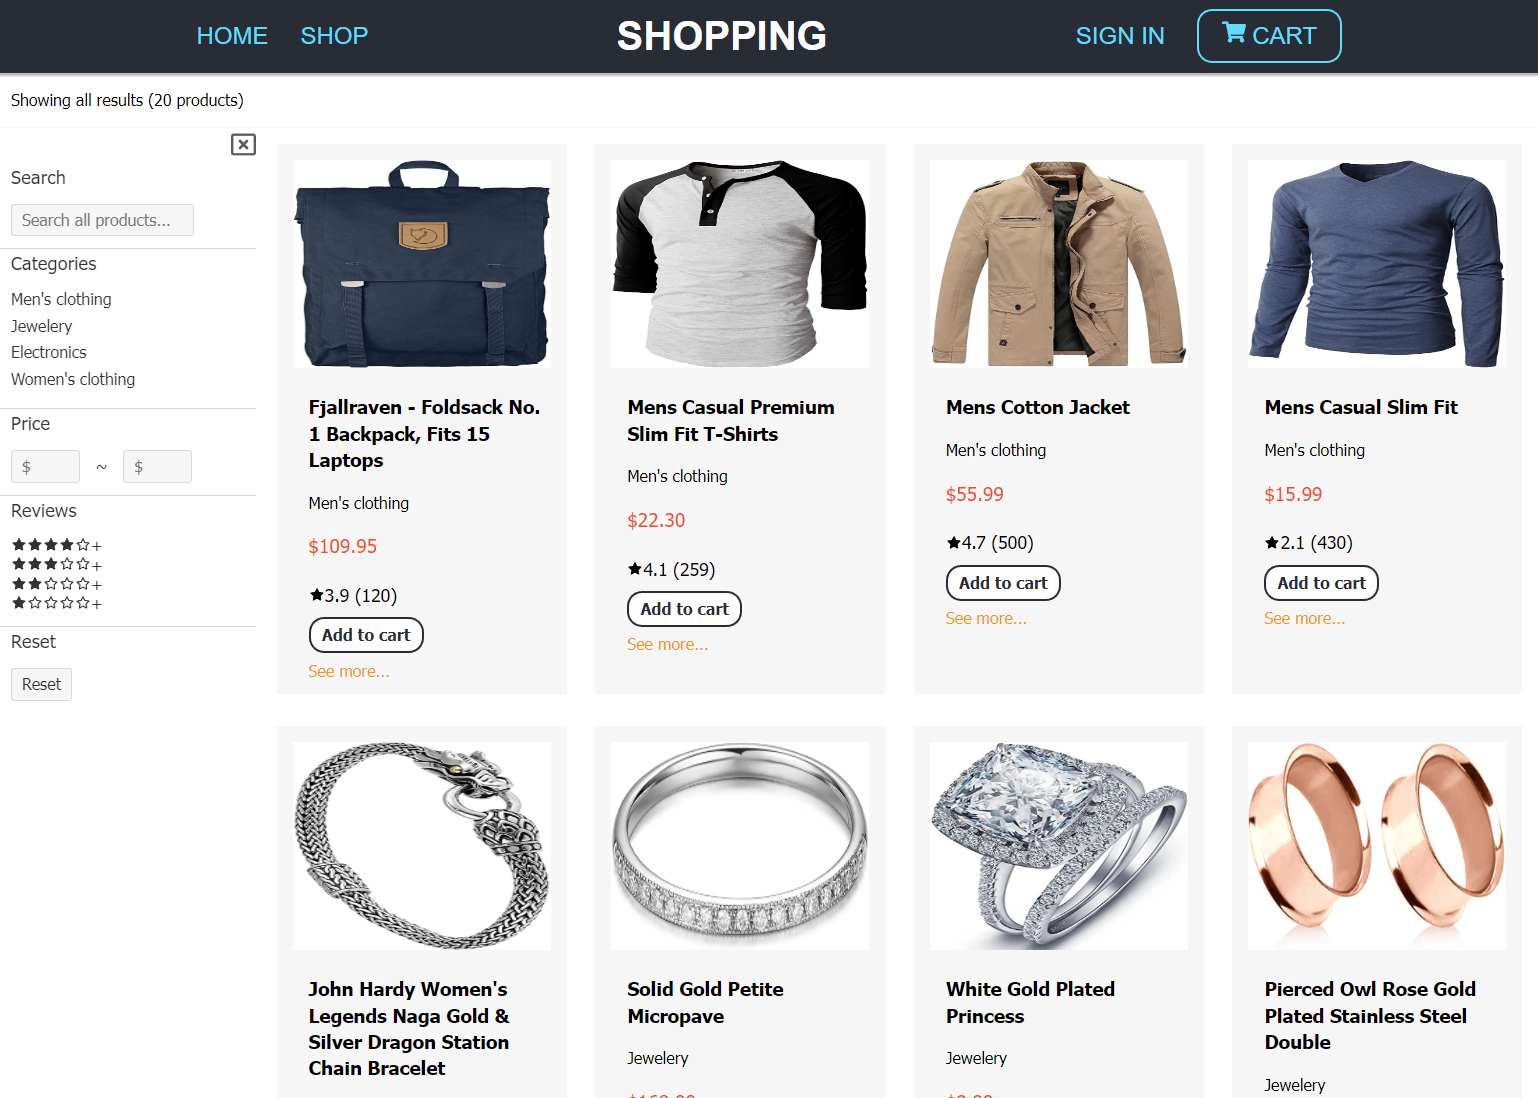 HOME
SHOP
SHOPPING
SIGN IN
CART
Showing all results (20 products)
Search
Search all products...
Categories
Men's clothing
Jewelery
Electronics
Women's clothing
Price
$ ~ $
Reviews
+
+
+
+
Reset
Reset
Fjallraven - Foldsack No.
1 Backpack, Fits 15
Laptops
Men's clothing
$109.95
3.9 (120)
Add to cart
See more...
Mens Casual Premium
Slim Fit T-Shirts
Men's clothing
$22.30
4.1 (259)
Add to cart
See more...
Mens Cotton Jacket
Men's clothing
$55.99
4.7 (500)
Add to cart
See more...
Mens Casual Slim Fit
Men's clothing
$15.99
2.1 (430)
Add to cart
See more...
John Hardy Women's
Legends Naga Gold &
Silver Dragon Station
Chain Bracelet
Solid Gold Petite
Micropave
Jewelery
White Gold Plated
Princess
Jewelery
Pierced Owl Rose Gold
Plated Stainless Steel
Double
Jewelery